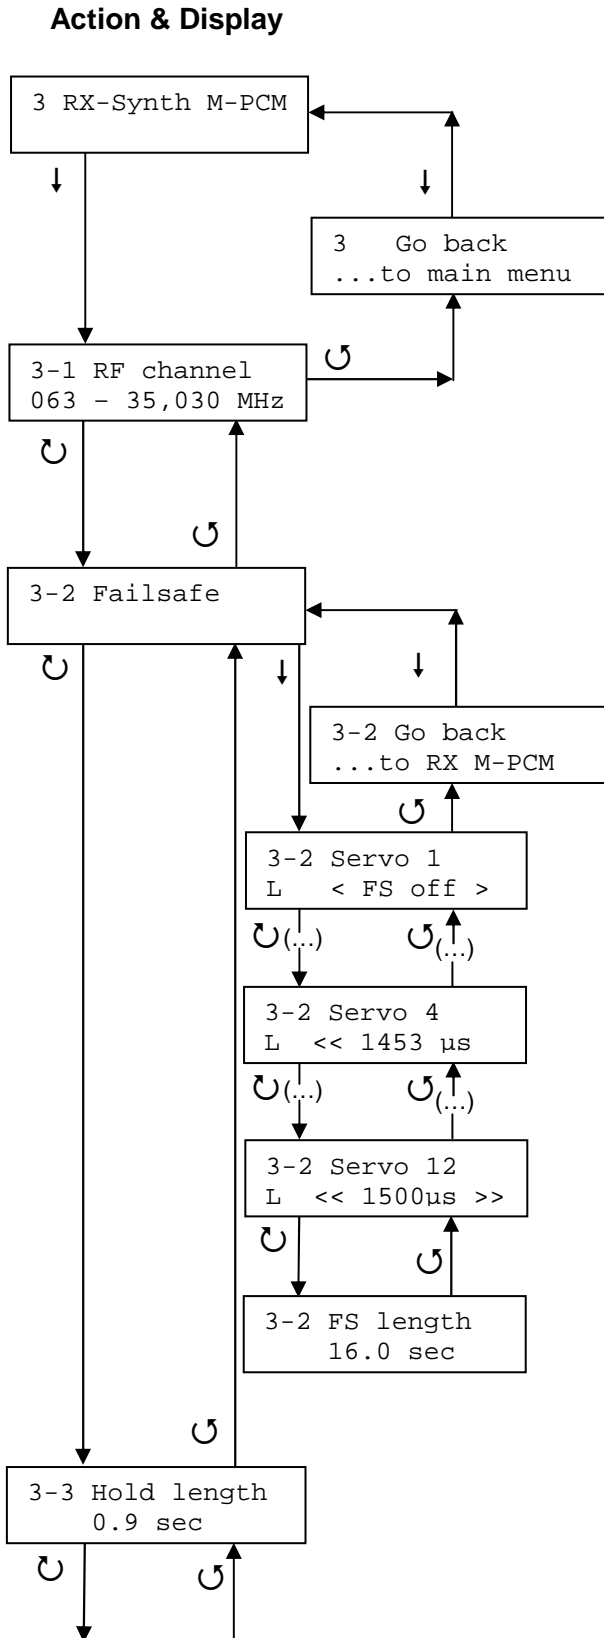 Action & Display
3 RX-Synth M-PCM
↓
↓
3   Go back
...to main menu
3-1 RF channel
063 – 35,030 MHz
↻
↺
↺
3-2 Failsafe
↻
↓
↓
3-2 Go back
...to RX M-PCM
↺
3-2 Servo 1
L   < FS off >
↻(...)
↺(...)
3-2 Servo 4
L  << 1453 µs
↻(...)
↺(...)
3-2 Servo 12
L  << 1500µs >>
↻
↺
3-2 FS length
16.0 sec
↺
3-3 Hold length
0.9 sec
↻
↺